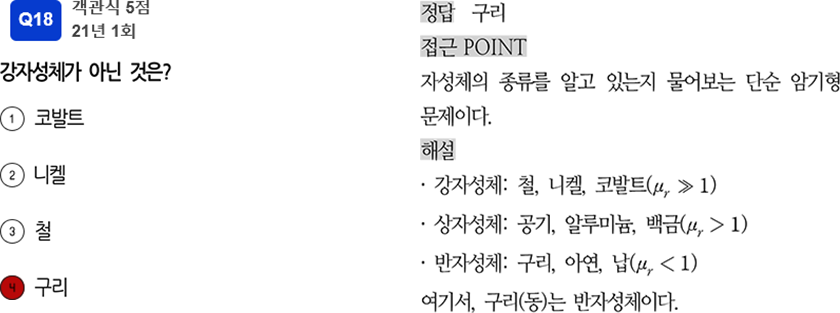 Q18
객관식 5점
21년 1회
강자성체가 아닌 것은?
① 코발트
② 니켈
③ 철
④ 구리
정답 구리
접근 POINT
자성체의 종류를 알고 있는지 물어보는 단순 암기형
문제이다.
해설
· 강자성체: 철, 니켈, 코발트(μr ≫ 1)
· 상자성체: 공기, 알루미늄, 백금(μr > 1)
· 반자성체: 구리, 아연, 납(μr < 1)
여기서, 구리(동)는 반자성체이다.